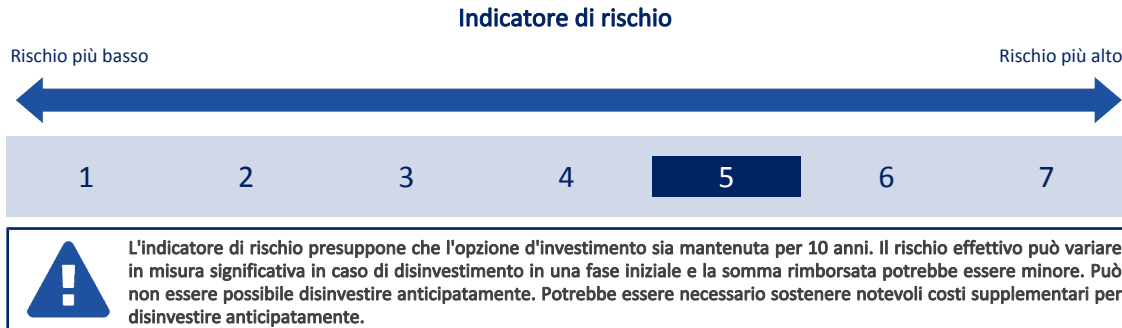 Indicatore di rischio
Rischio più basso
Rischio più alto
1 2 3 4 5 6 7
L'indicatore di rischio presuppone che l'opzione d'investimento sia mantenuta per 10 anni. Il rischio effettivo può variare
in misura significativa in caso di disinvestimento in una fase iniziale e la somma rimborsata potrebbe essere minore. Può
non essere possibile disinvestire anticipatamente. Potrebbe essere necessario sostenere notevoli costi supplementari per
disinvestire anticipatamente.